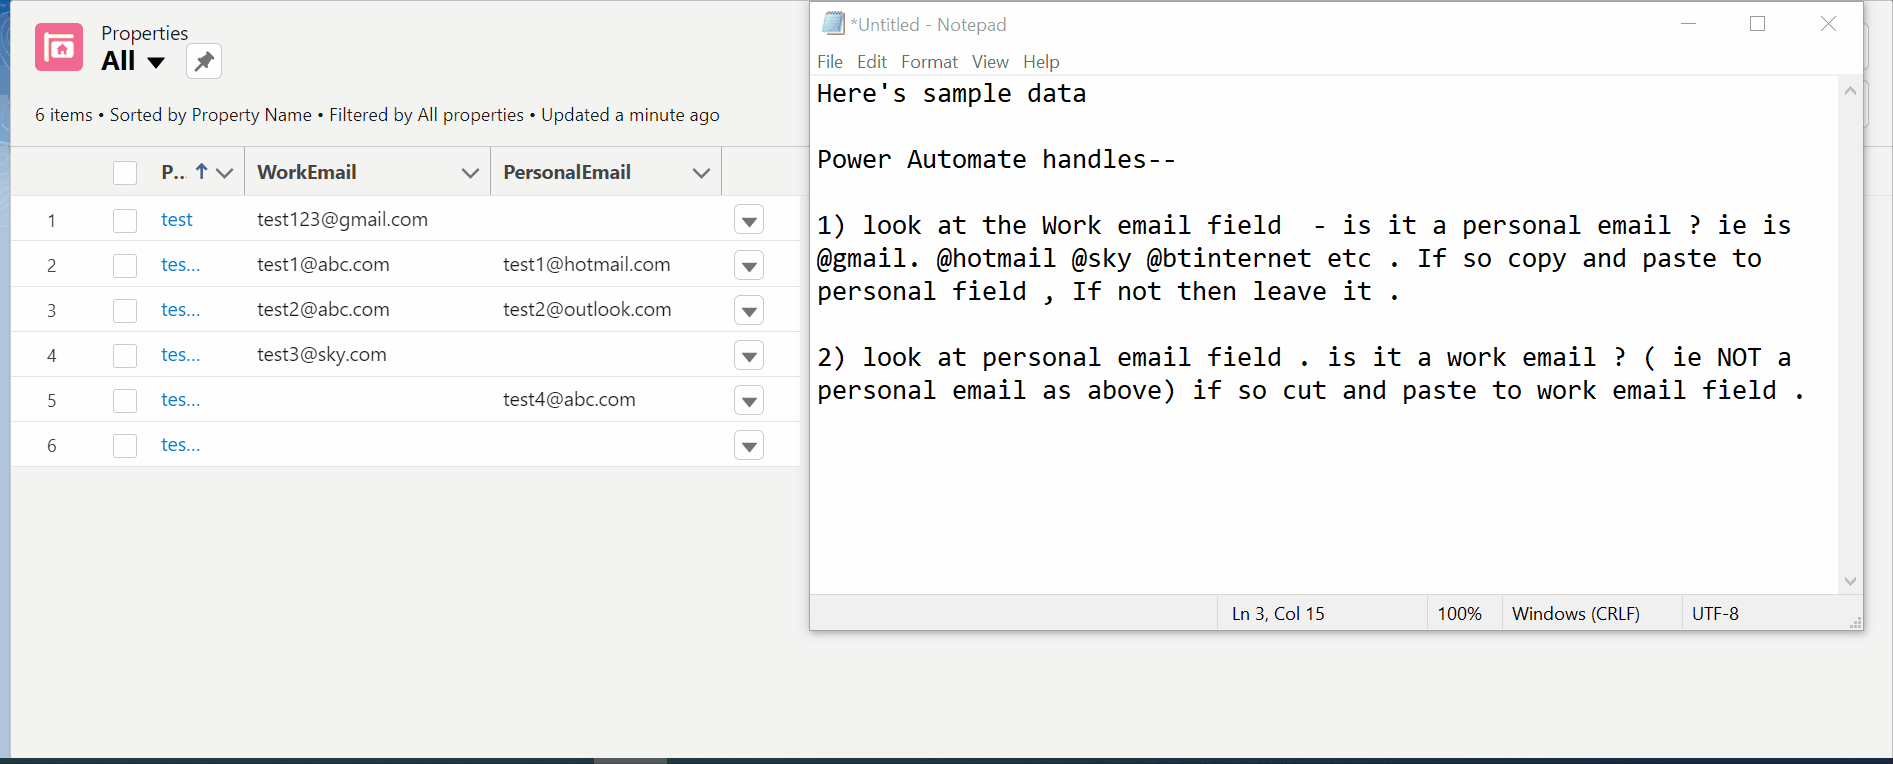 Properties
All
6 items • Sorted by Property Name • Filtered by All properties • Updated a minute ago
P.. WorkEmail PersonalEmail
1 test test123@gmail.com
2 tes... test1@abc.com test1@hotmail.com
3 tes... test2@abc.com test2@outlook.com
4 tes... test3@sky.com
5 tes... test4@abc.com
6 tes...
*Untitled - Notepad
File Edit Format View Help
Here's sample data
Power Automate handles--
1) look at the Work email field  - is it a personal email ? ie is
@gmail. @hotmail @sky @btinternet etc . If so copy and paste to
personal field , If not then leave it .
2) look at personal email field . is it a work email ? ( ie NOT a
personal email as above) if so cut and paste to work email field .
Ln 3, Col 15 100% Windows (CRLF) UTF-8